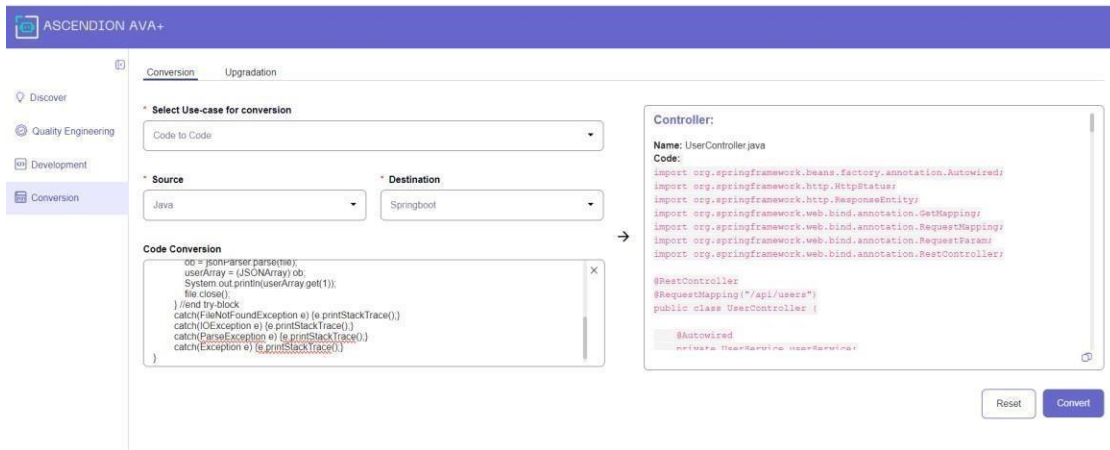 ASCENDION AVA+
Discover
Quality Engineering
Development
Conversion
Conversion Upgradation
* Select Use-case for conversion
Code to Code
* Source * Destination
Java Springboot
Code Conversion
ob = jsonParser.parse(file);
userArray = (JSONArray) ob;
System.out.println(userArray.get(1));
file.close();
} //end try-block
catch(FileNotFoundException e) {e.printStackTrace();}
catch(IOException e) {e.printStackTrace();}
catch(ParseException e) {e.printStackTrace();}
catch(Exception e) {e.printStackTrace();}
}
→
Controller:
Name: UserController.java
Code:
import org.springframework.beans.factory.annotation.Autowired;
import org.springframework.http.HttpStatus;
import org.springframework.http.ResponseEntity;
import org.springframework.web.bind.annotation.GetMapping;
import org.springframework.web.bind.annotation.RequestMapping;
import org.springframework.web.bind.annotation.RequestParam;
import org.springframework.web.bind.annotation.RestController;
@RestController
@RequestMapping("/api/users")
public class UserController {
@Autowired
private UserService userService;
Reset Convert